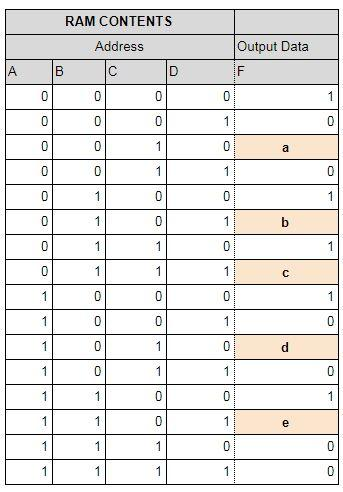 RAM CONTENTS
Address Output Data
A B C D F
0 0 0 0 1
0 0 0 1 0
0 0 1 0 a
0 0 1 1 0
0 1 0 0 1
0 1 0 1 b
0 1 1 0 1
0 1 1 1 c
1 0 0 0 1
1 0 0 1 0
1 0 1 0 d
1 0 1 1 0
1 1 0 0 1
1 1 0 1 e
1 1 1 0 0
1 1 1 1 0